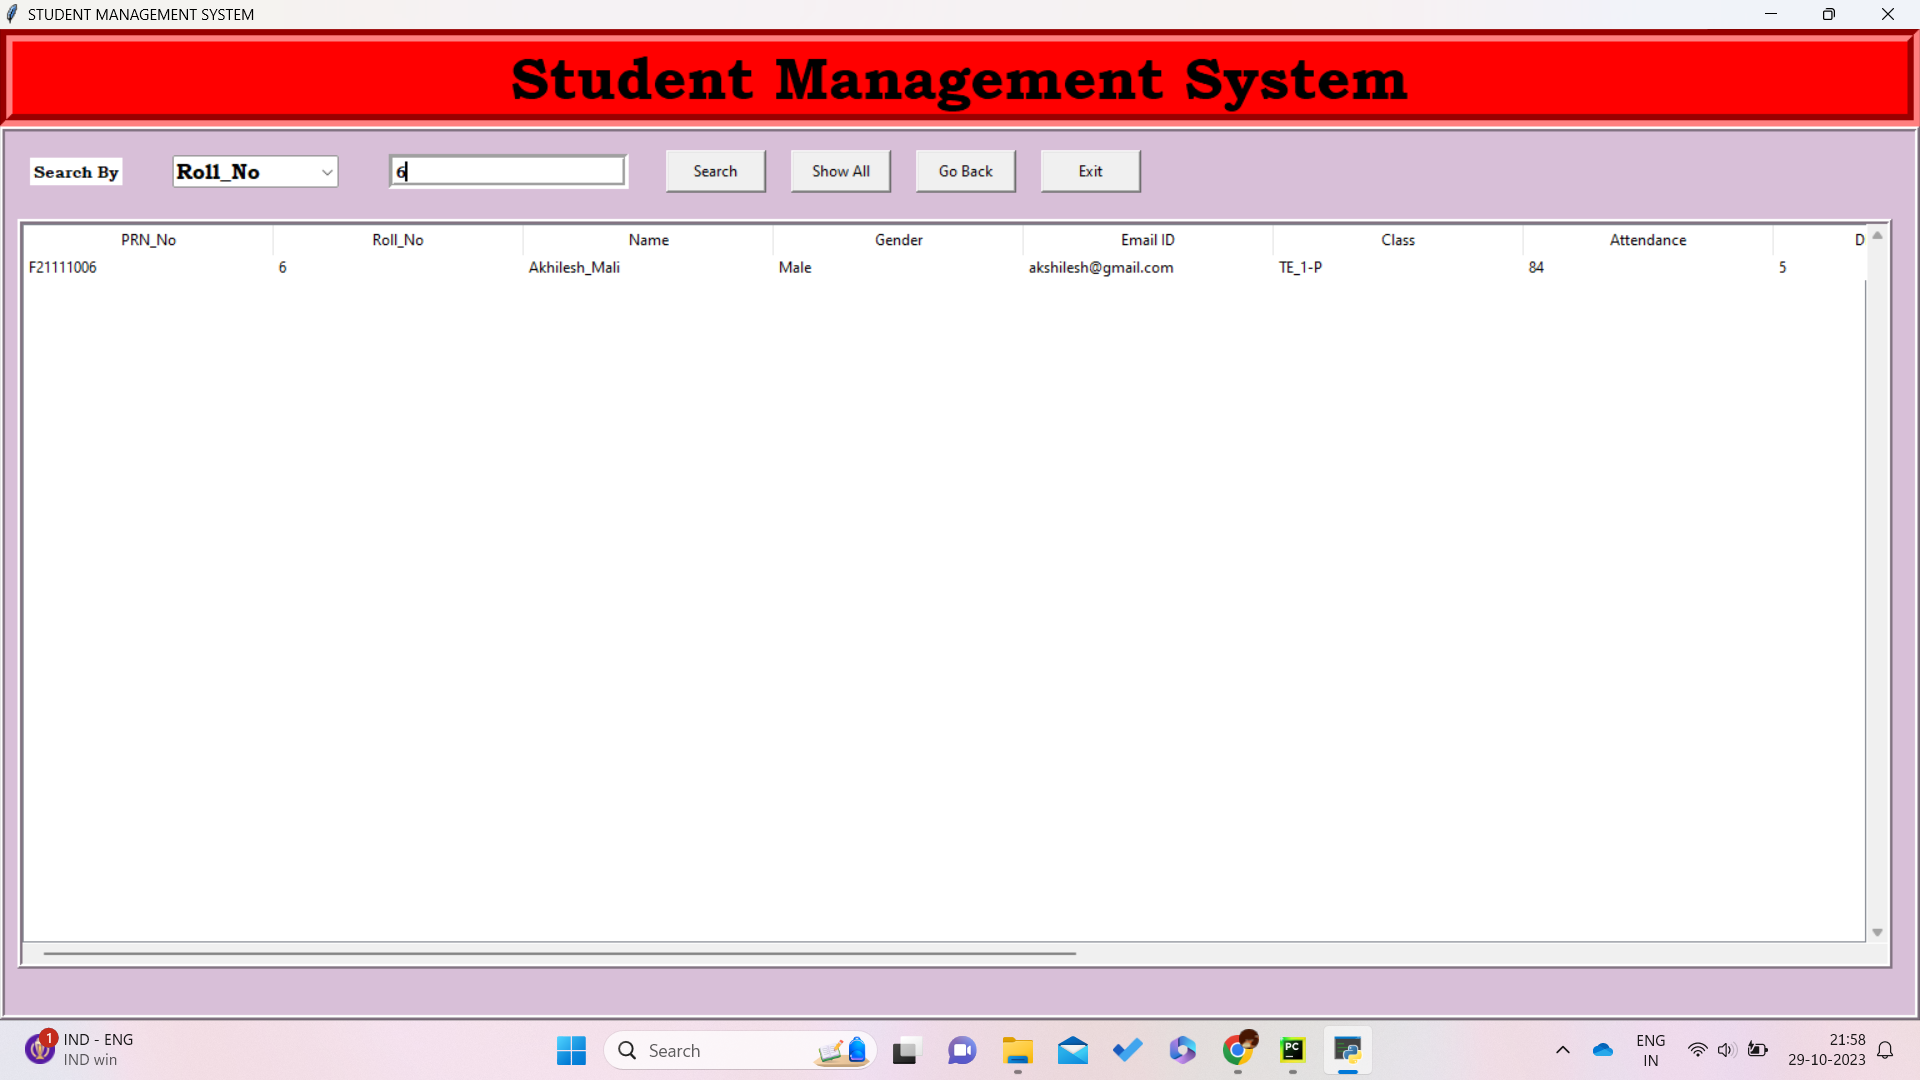 STUDENT MANAGEMENT SYSTEM
Student Management System
Search By Roll_No 6 Search Show All Go Back Exit
PRN_No Roll_No Name Gender Email ID Class Attendance D
F21111006 6 Akhilesh_Mali Male akshilesh@gmail.com TE_1-P 84 5
1 IND - ENG
IND win
Search
PC
ENG
IN
21:58
29-10-2023